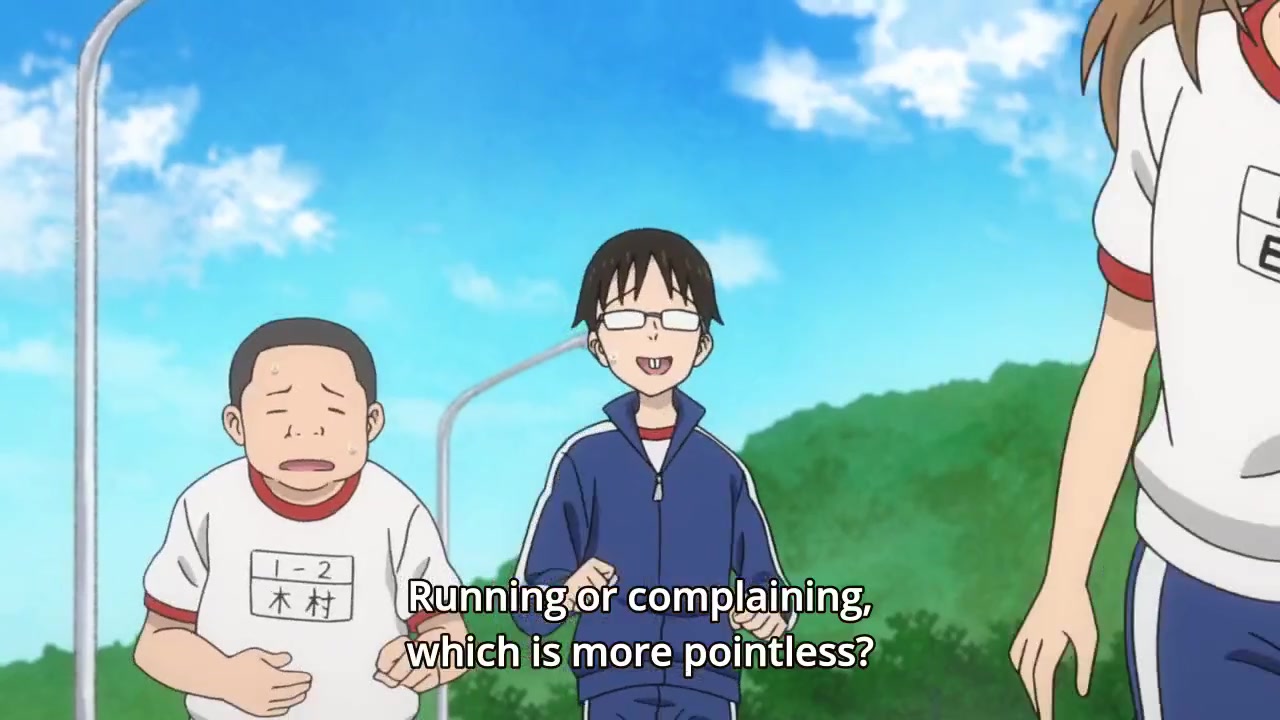 1-2
木村
Running or complaining,
which is more pointless?